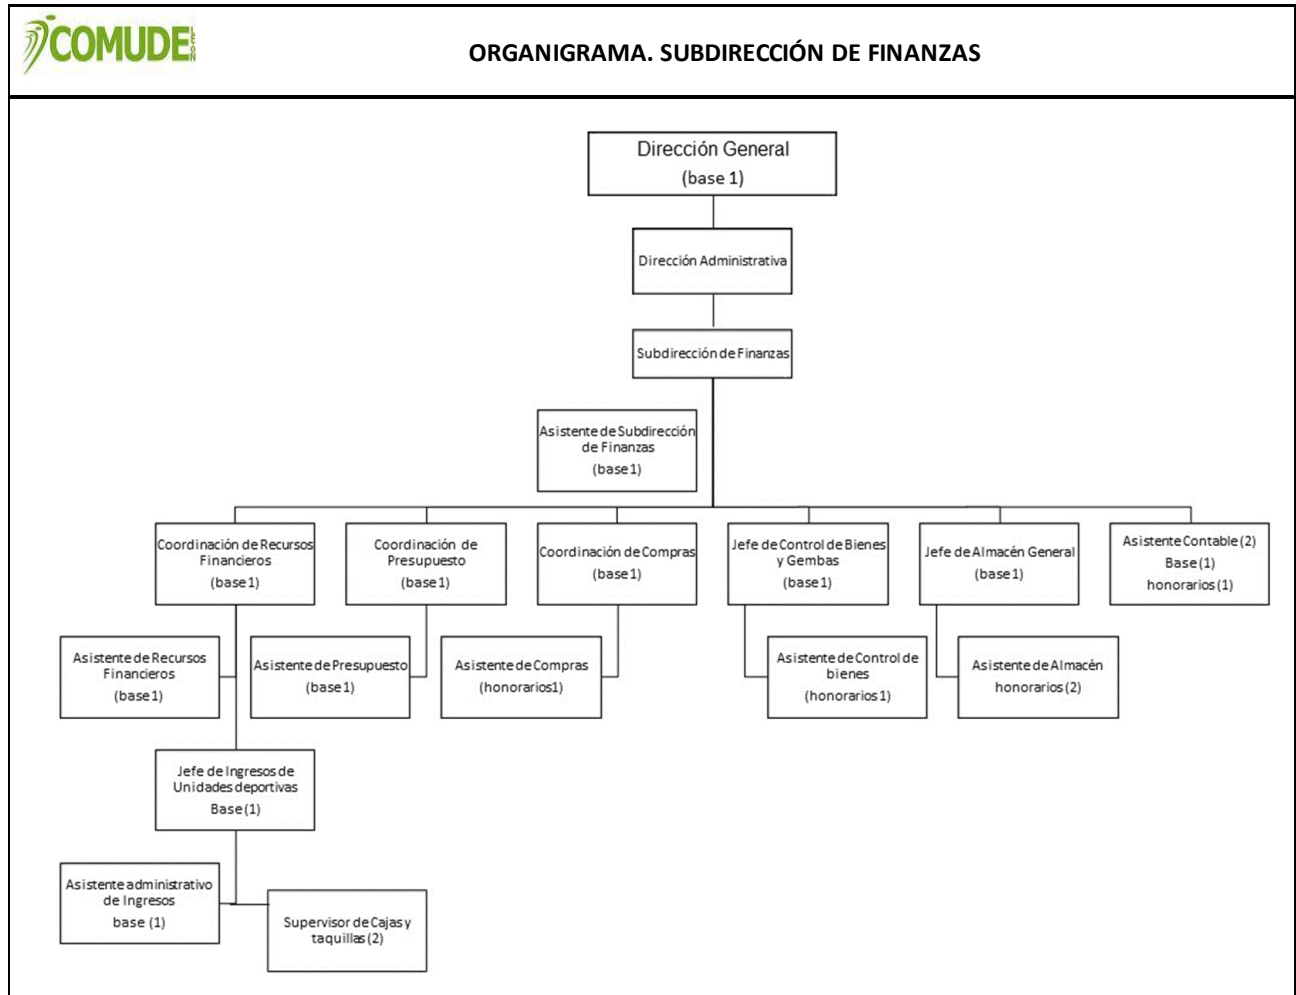 COMUDE
LEÓN
ORGANIGRAMA. SUBDIRECCIÓN DE FINANZAS
Dirección General
(base 1)
Dirección Administrativa
Subdirección de Finanzas
Asistente de Subdirección
de Finanzas
(base 1)
Coordinación de Recursos
Financieros
(base 1)
Coordinación de
Presupuesto
(base 1)
Coordinación de Compras
(base 1)
Jefe de Control de Bienes
y Gembas
(base 1)
Jefe de Almacén General
(base 1)
Asistente Contable (2)
Base (1)
honorarios (1)
Asistente de Recursos
Financieros
(base 1)
Asistente de Presupuesto
(base 1)
Asistente de Compras
(honorarios1)
Asistente de Control de
bienes
(honorarios 1)
Asistente de Almacén
honorarios (2)
Jefe de Ingresos de
Unidades deportivas
Base (1)
Asistente administrativo
de Ingresos
base (1)
Supervisor de Cajas y
taquillas (2)